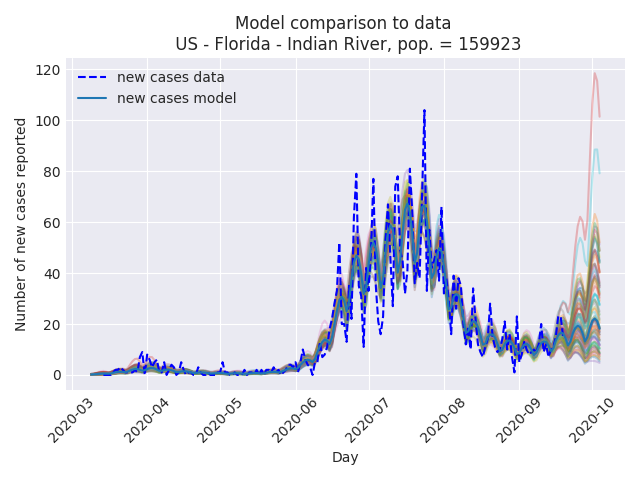 Model comparison to data
US - Florida - Indian River, pop. = 159923
new cases data
new cases model
Number of new cases reported
120
100
80
60
40
20
0
2020-03
2020-04
2020-05
2020-06
2020-07
2020-08
2020-09
2020-10
Day